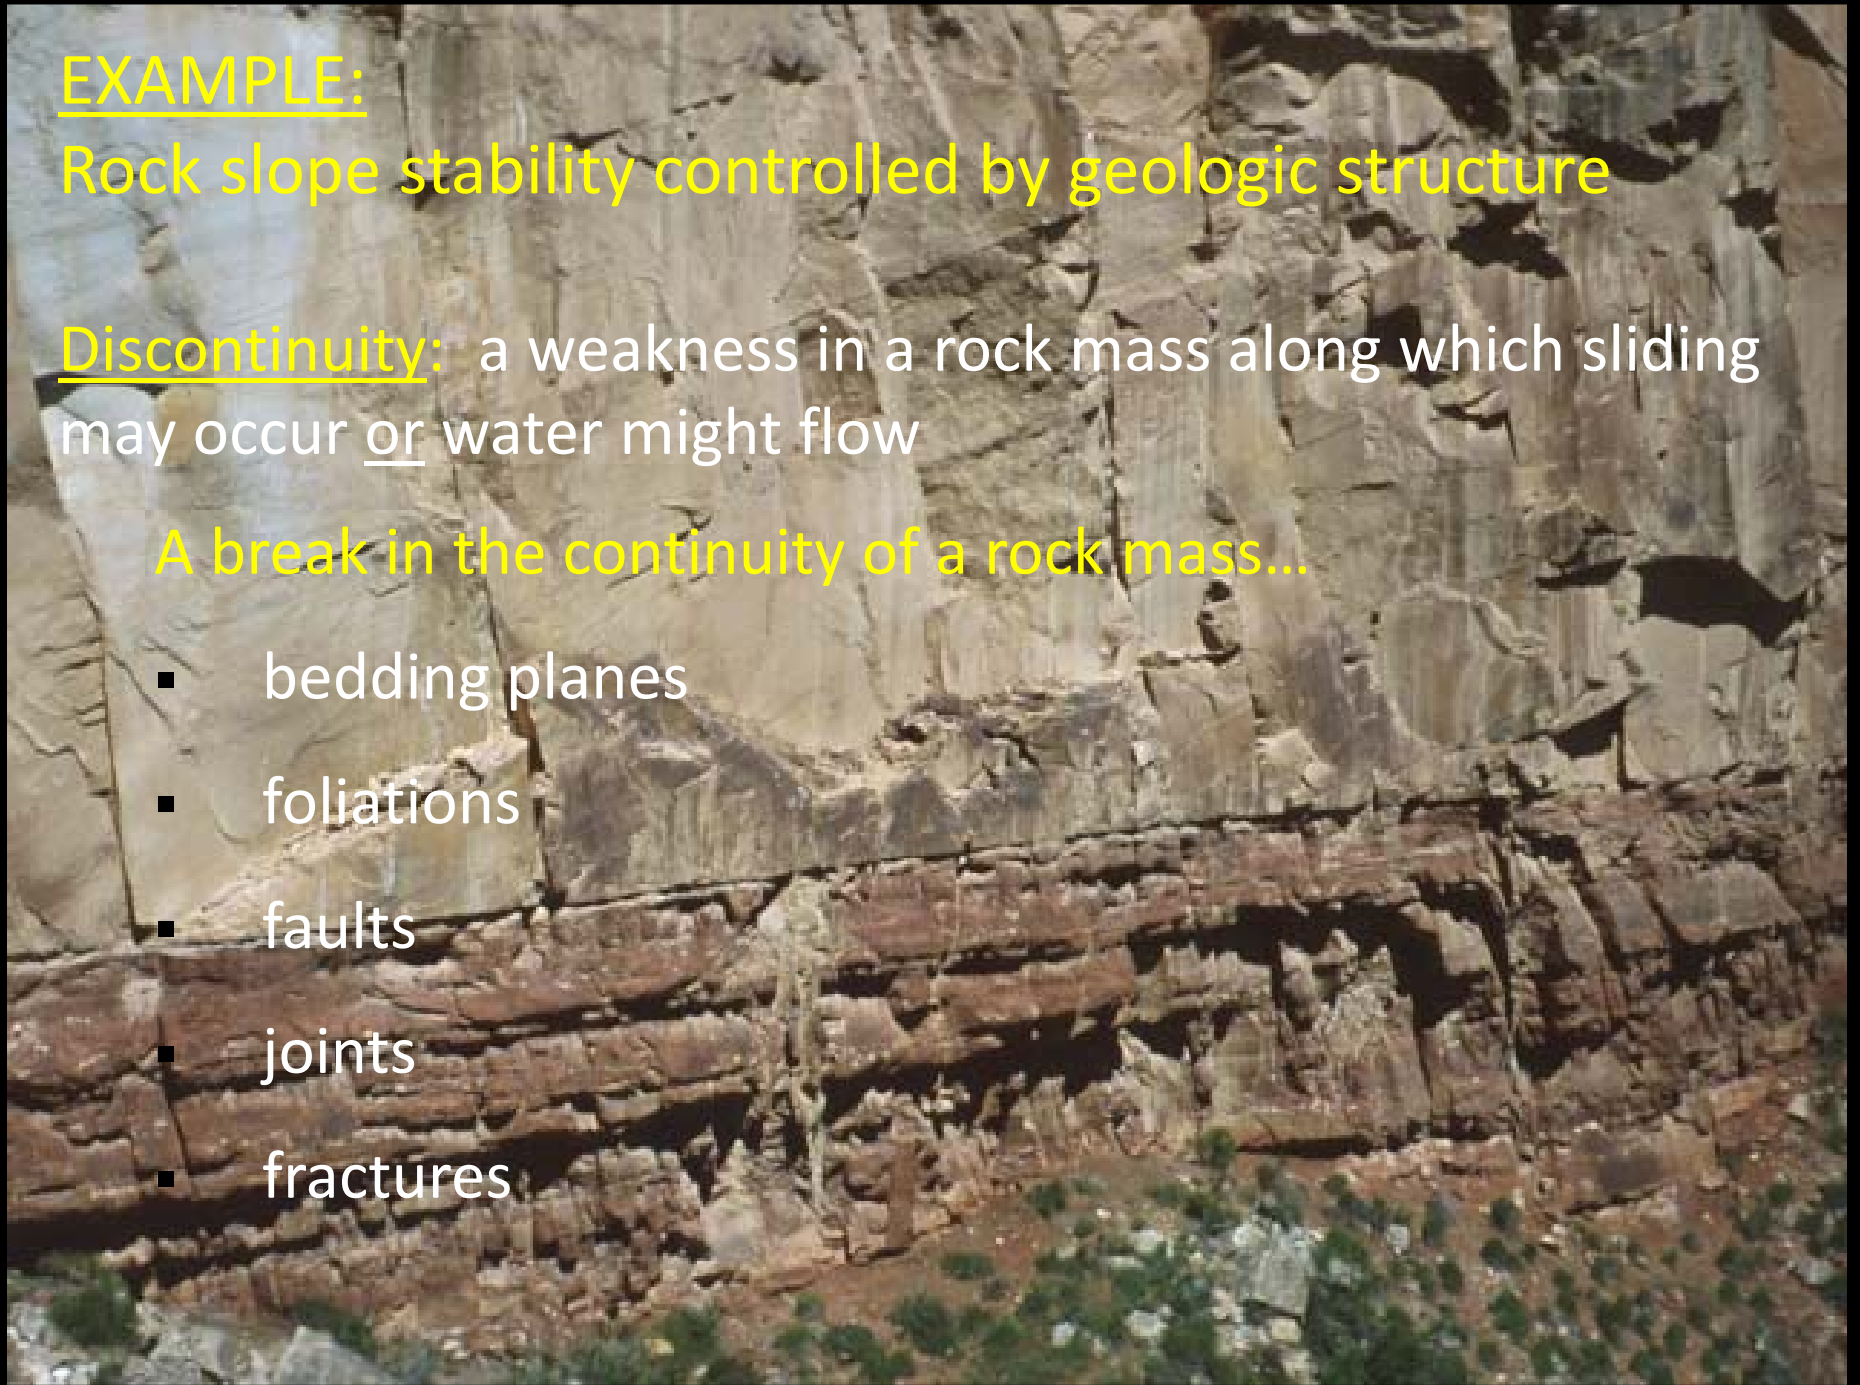 EXAMPLE:
Rock slope stability controlled by geologic structure
Discontinuity: a weakness in a rock mass along which sliding
may occur or water might flow
A break in the continuity of a rock mass...
▪ bedding planes
▪ foliations
▪ faults
▪ joints
▪ fractures